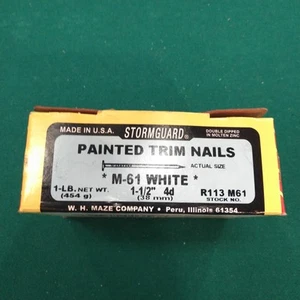 MADE IN U.S.A. STORMGUARD® DOUBLE DIPPED
IN MOLTEN ZINC
PAINTED TRIM NAILS
ACTUAL SIZE
* M-61 WHITE *
1-LB. NET WT. 1-1/2" 4d R113 M61
(454 g) (38 mm) STOCK NO.
W. H. MAZE COMPANY • Peru, Illinois 61354